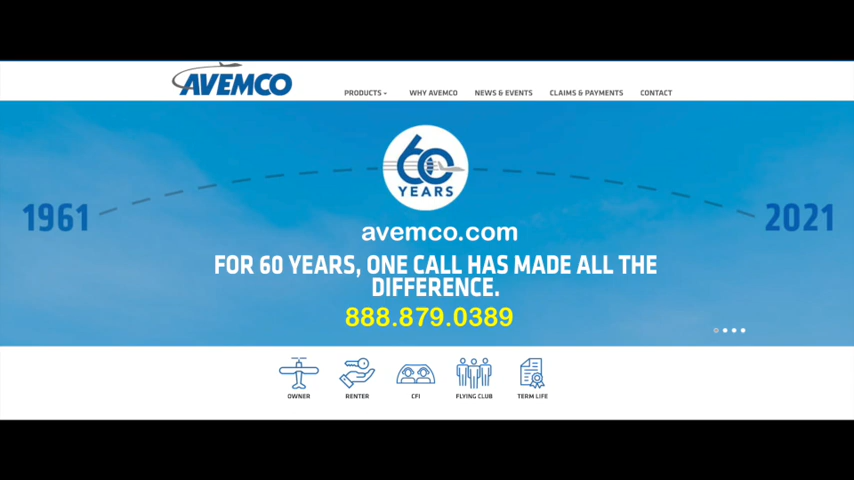 AVEMCO
PRODUCTS
WHY AVEMCO
NEWS & EVENTS
CLAIMS & PAYMENTS
CONTACT
60
YEARS
1961
2021
avemco.com
FOR 60 YEARS, ONE CALL HAS MADE ALL THE
DIFFERENCE.
888.879.0389
OWNER
RENTER
CFI
FLYING CLUB
TERM LIFE